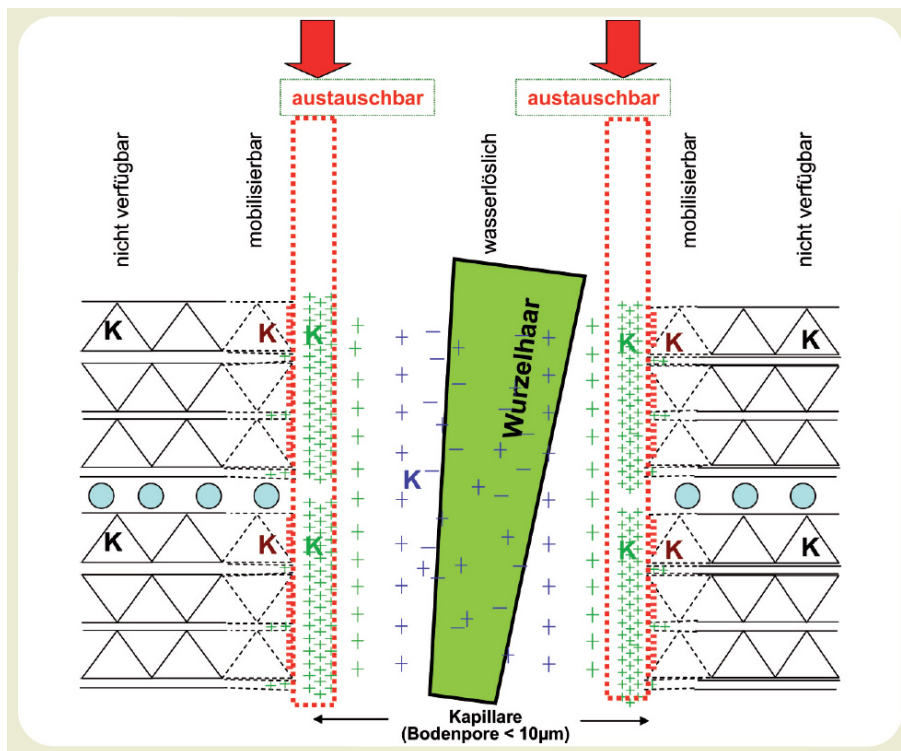 austauschbar
austauschbar
nicht verfügbar
mobilisierbar
wasserlöslich
mobilisierbar
nicht verfügbar
K K K K K K
K
K K K K K K
Wurzelhaar
Kapillare
(Bodenpore < 10µm)